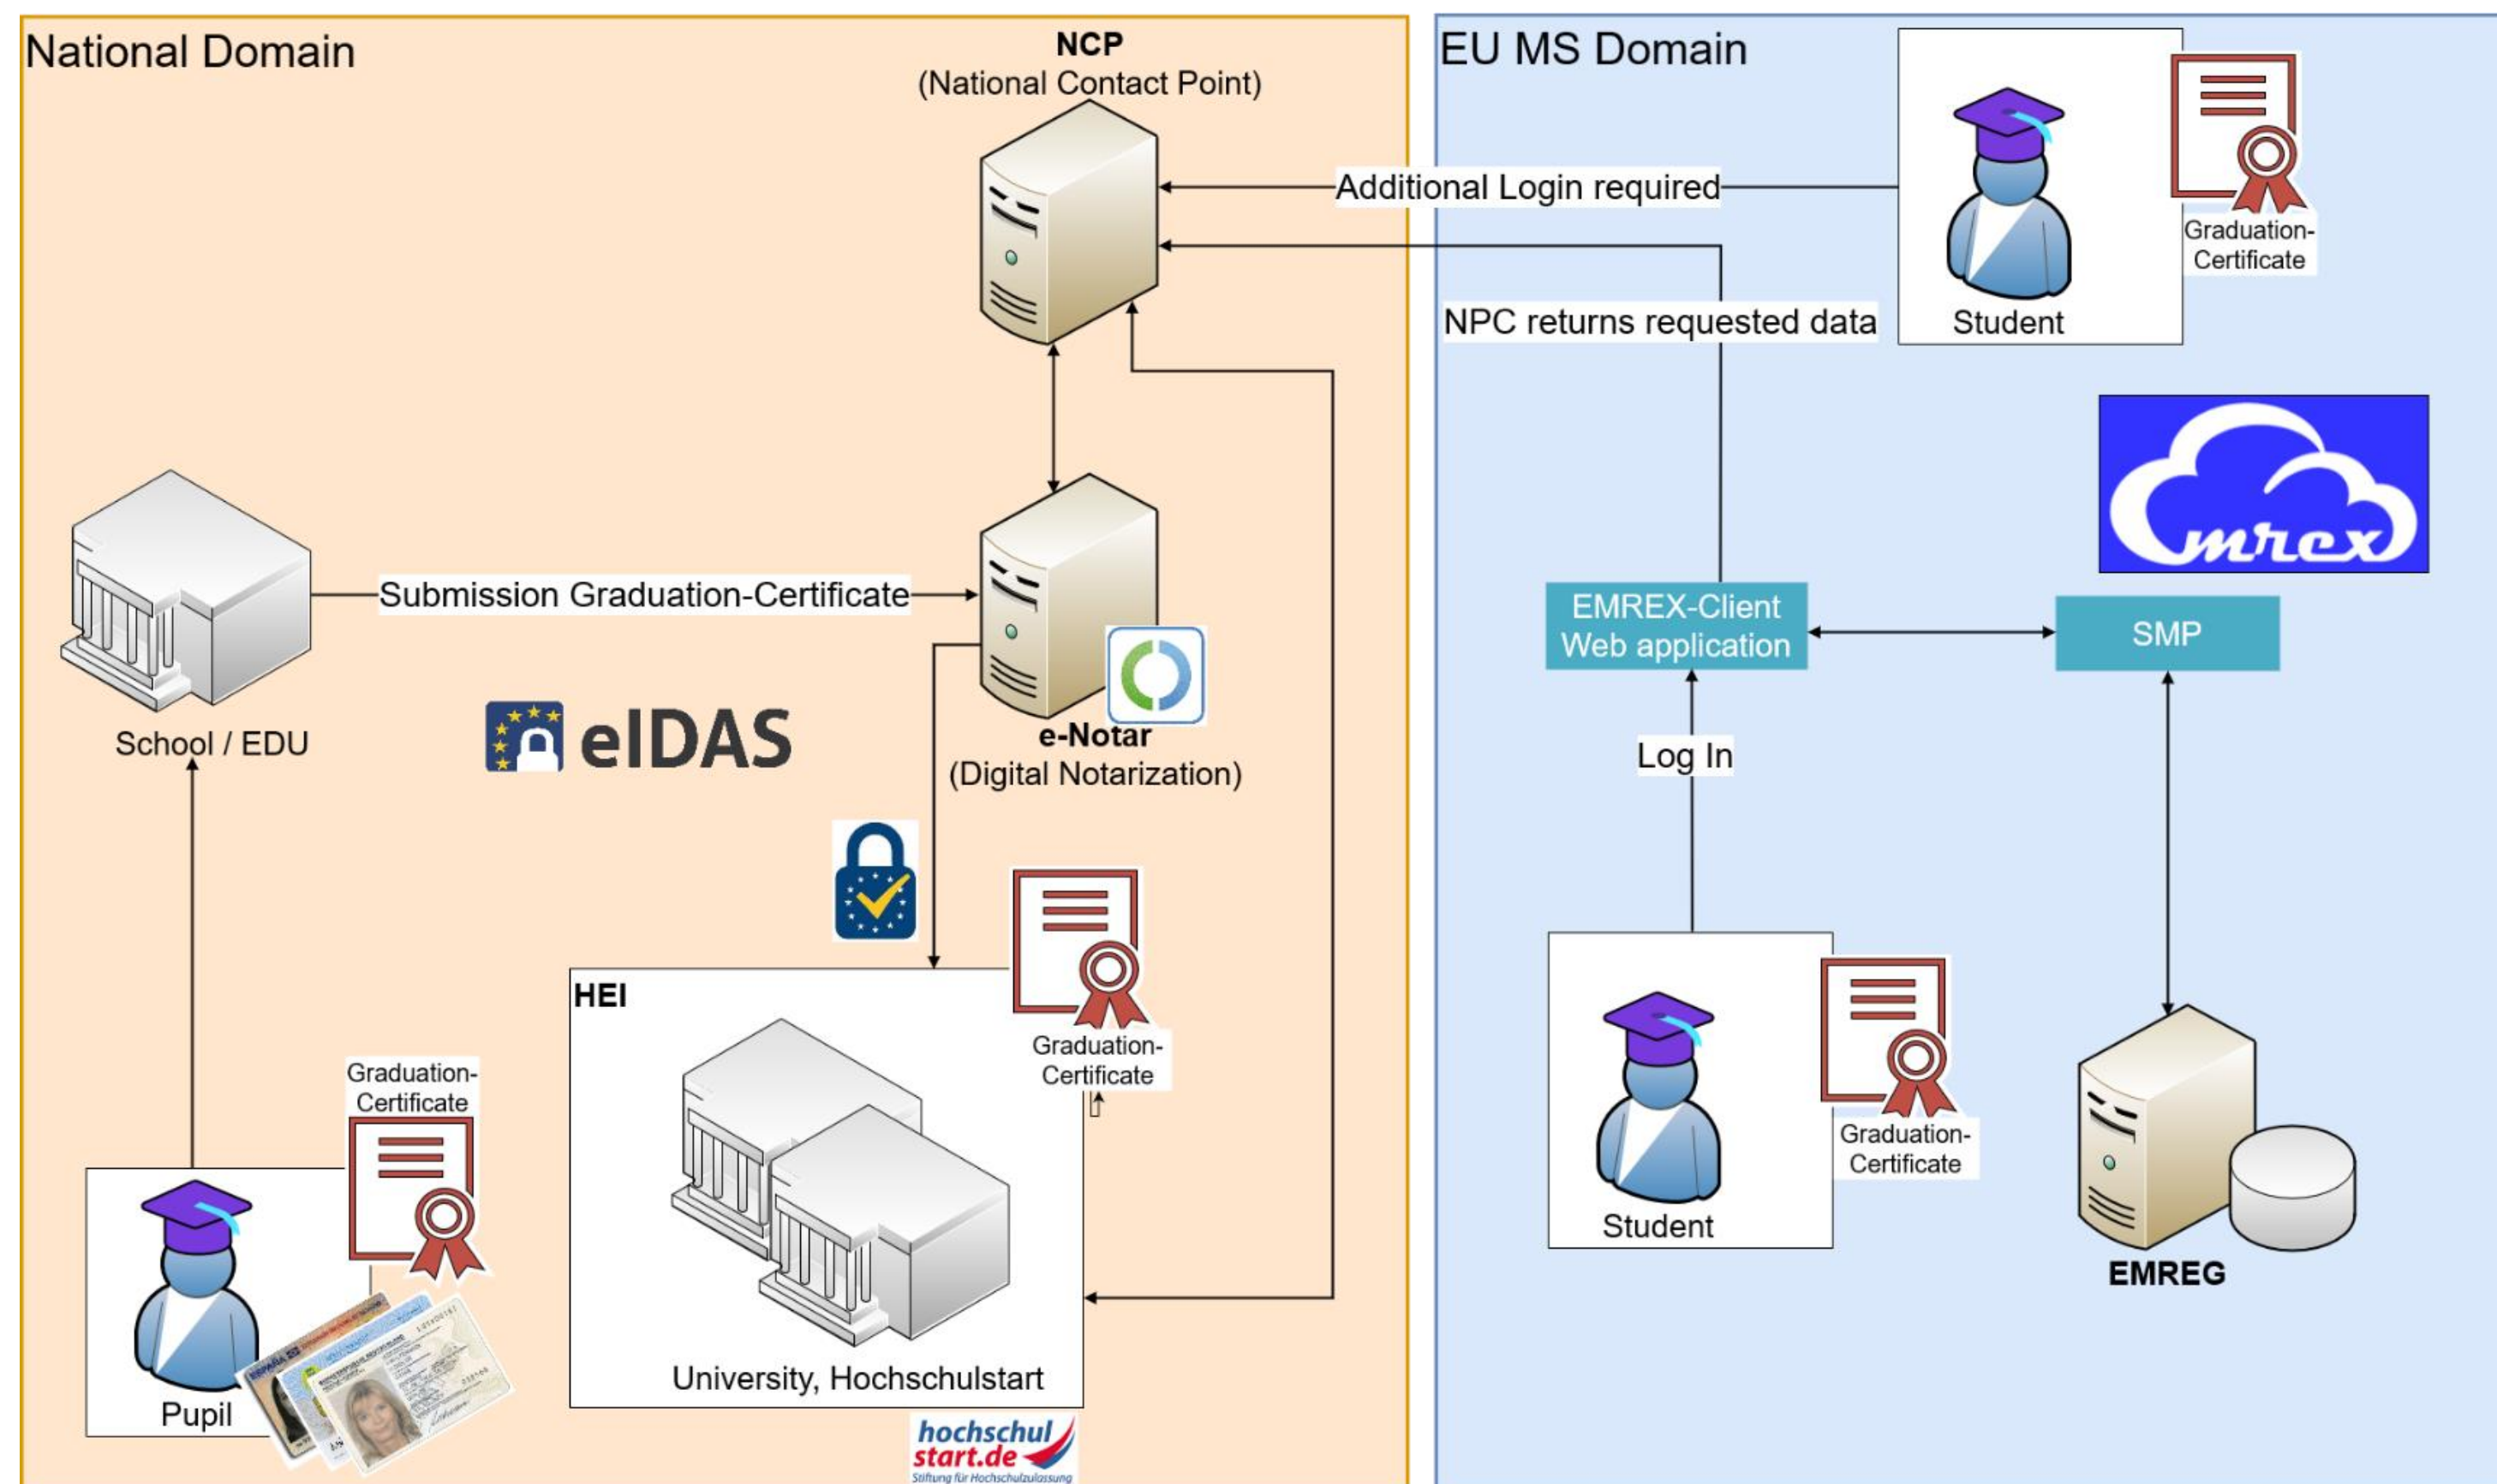 National Domain
NCP
(National Contact Point)
EU MS Domain
Additional Login required
Graduation-
Certificate
Student
NPC returns requested data
mrex
Submission Graduation-Certificate
EMREX-Client
Web application
SMP
School / EDU
eIDAS
e-Notar
(Digital Notarization)
Log In
HEI
Graduation-
Certificate
Graduation-
Certificate
Graduation-
Certificate
Student
EMREG
University, Hochschulstart
Pupil
ESPAÑA
hochschul
start.de
Stiftung für Hochschulzulassung